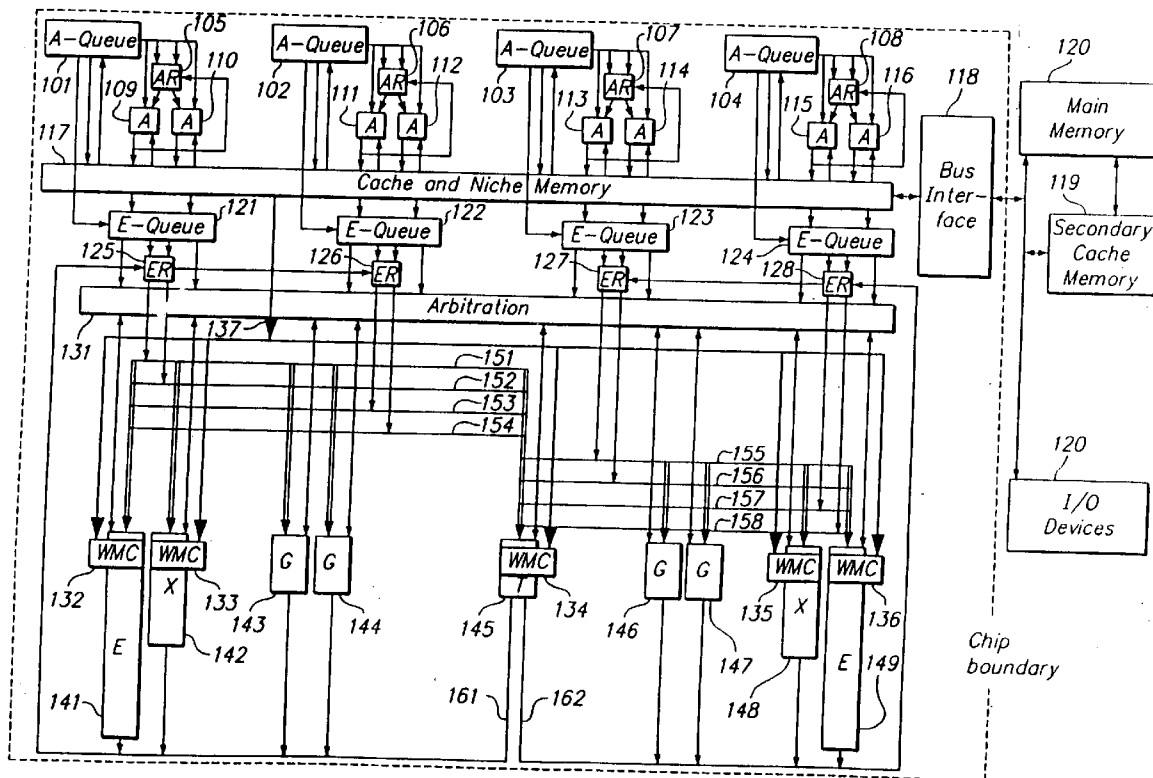 105
106
107
108
120
A-Queue
A-Queue
A-Queue
A-Queue
110
112
114
116
118
AR
AR
AR
AR
101
102
103
104
109
111
113
115
A
A
A
A
A
A
A
A
Main
Memory
117
Cache and Niche Memory
Bus
Inter-
face
119
Secondary
Cache
Memory
121
122
123
E-Queue
E-Queue
E-Queue
E-Queue
124
125
126
127
128
ER
ER
ER
ER
Arbitration
131
137
151
152
153
154
155
156
157
158
120
I/O
Devices
WMC
WMC
WMC
WMC
WMC
132
133
134
135
136
X
G
G
T
G
G
X
143
144
145
146
147
142
148
E
E
141
149
161
162
Chip
boundary